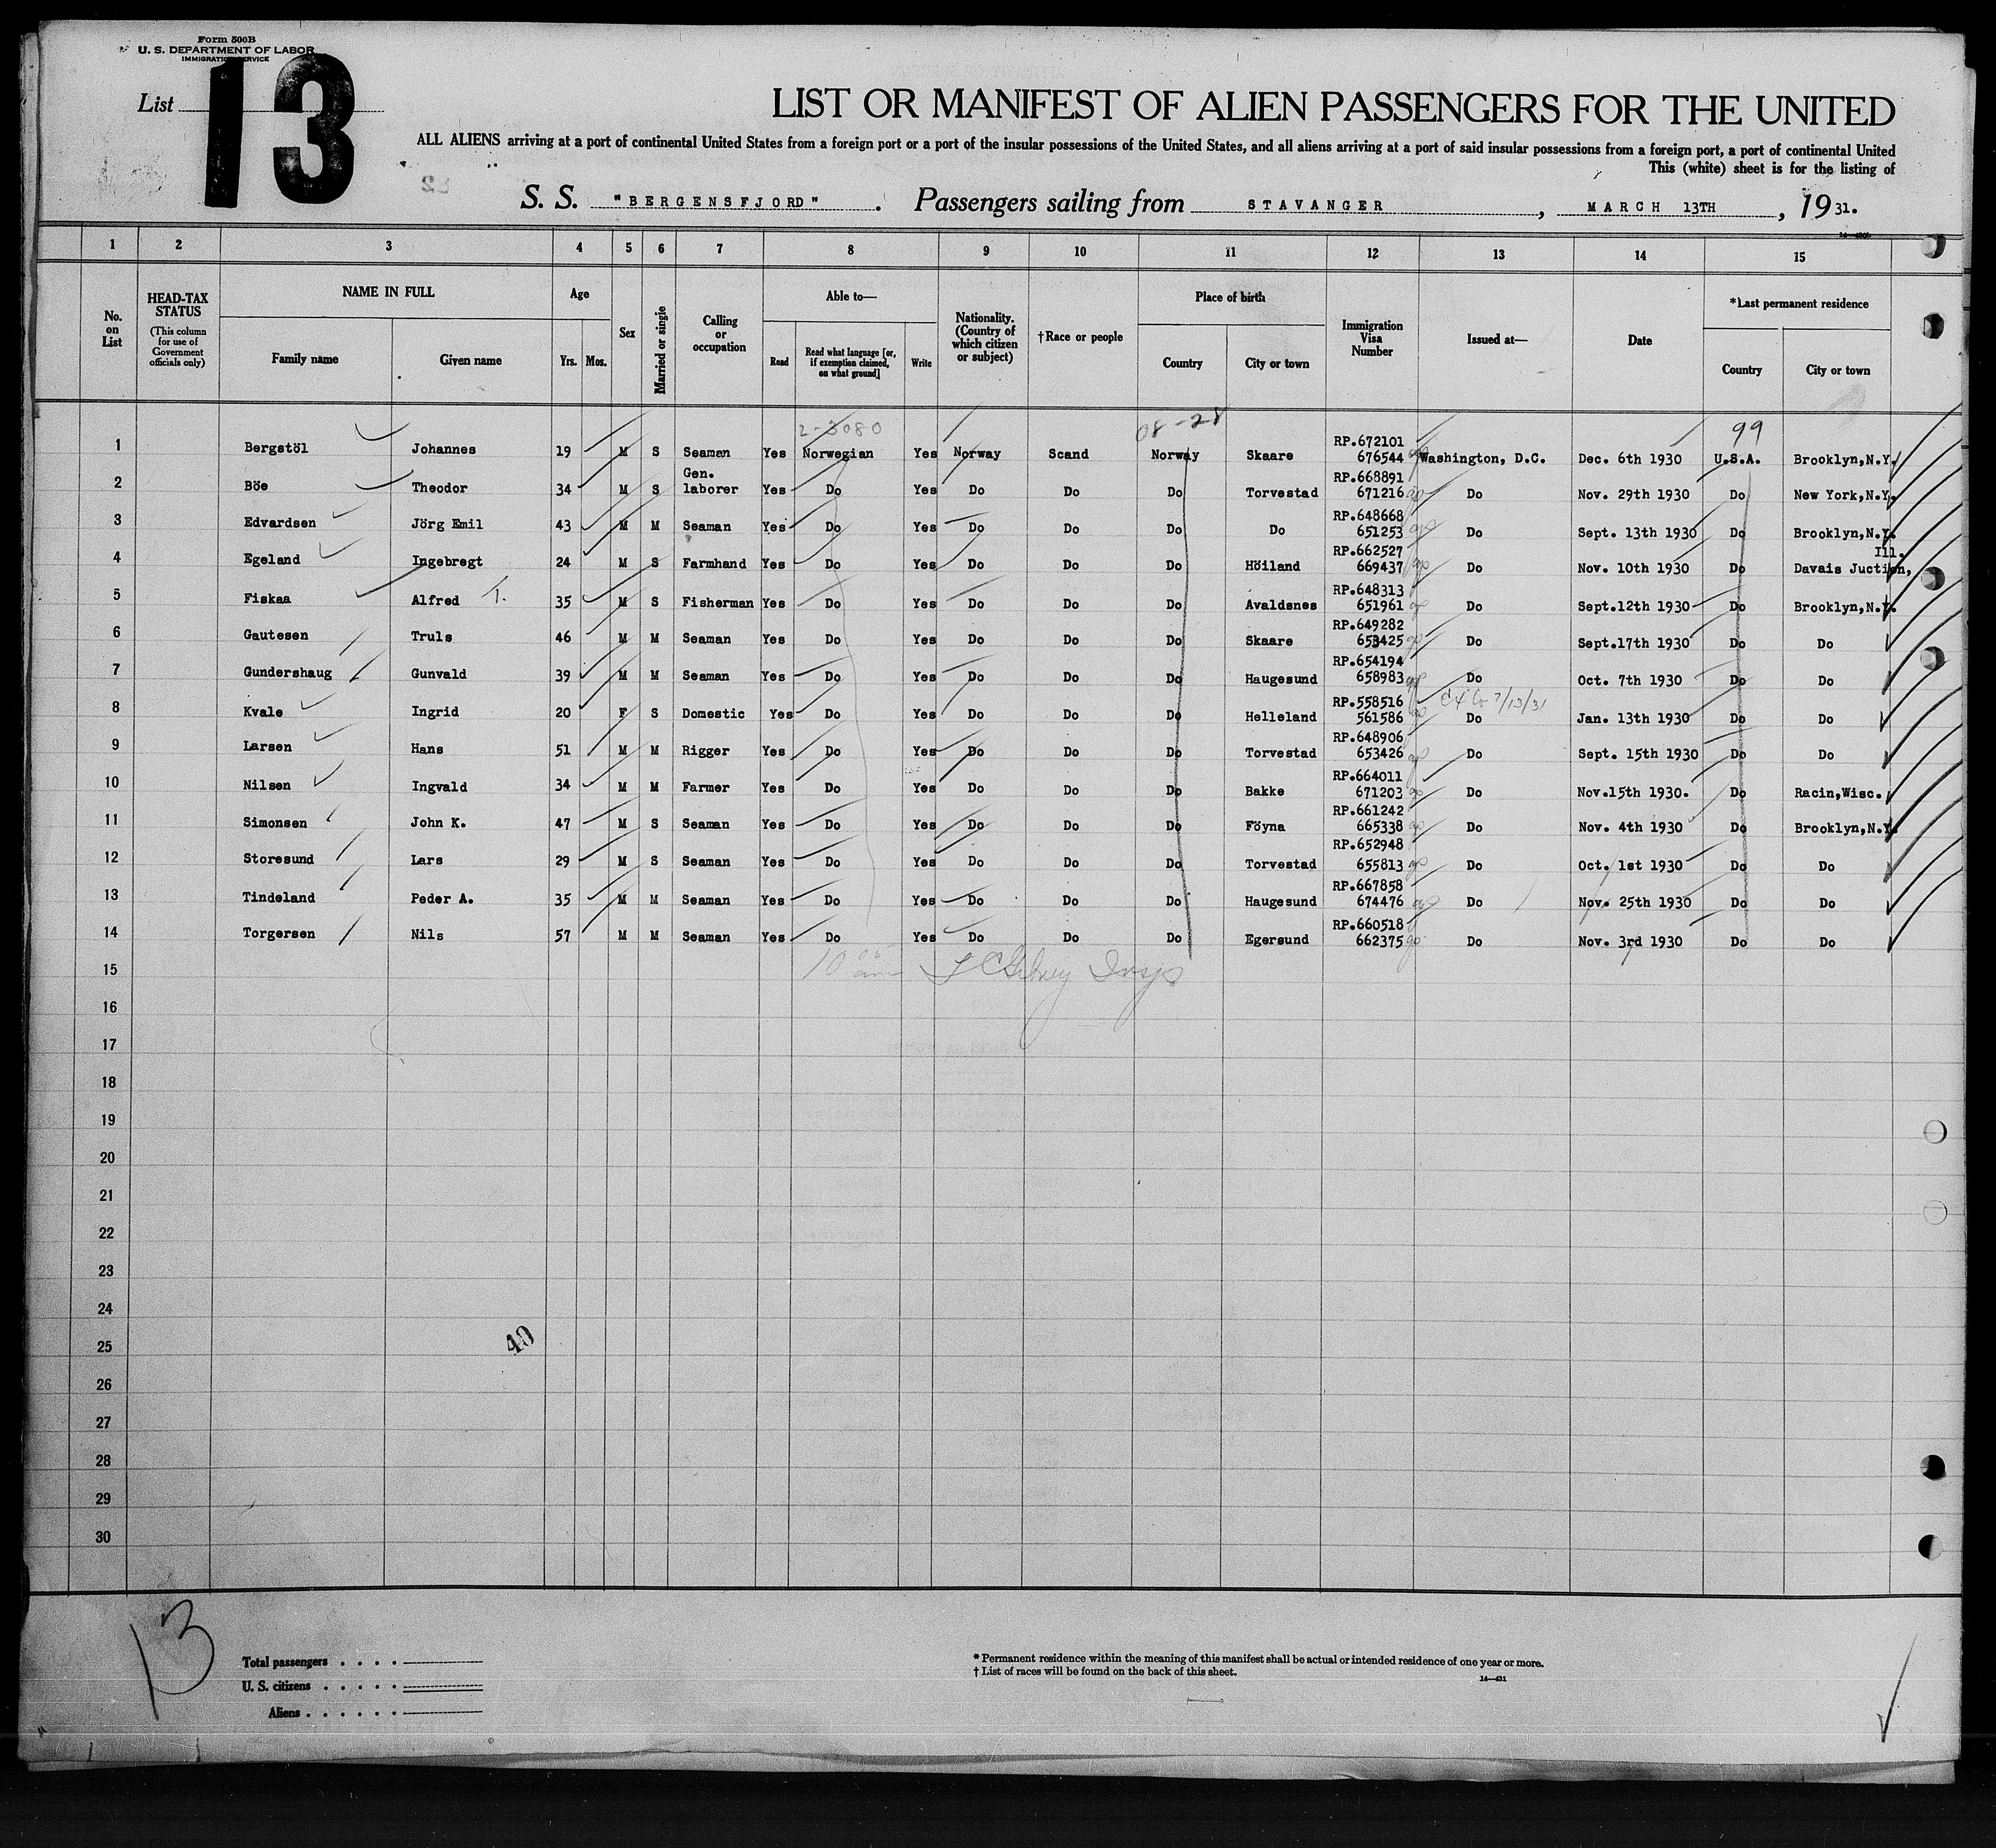 Form 500B
U. S. DEPARTMENT OF LABOR
IMMIGRATION SERVICE
List 13
LIST OR MANIFEST OF ALIEN PASSENGERS FOR THE UNITED
ALL ALIENS arriving at a port of continental United States from a foreign port or a port of the insular possessions of the United States, and all aliens arriving at a port of said insular possessions from a foreign port, a port of continental United
This (white) sheet is for the listing of
S. S. "BERGENSFJORD". Passengers sailing from STAVANGER, MARCH 13TH, 1931.
1 2 3 4 5 6 7 8 9 10 11 12 13 14 15
No. on List
HEAD-TAX STATUS (This column for use of Government officials only)
NAME IN FULL
Family name Given name
Age
Yrs. Mos.
Sex
Married or single
Calling or occupation
Able to—
Read Read what language [or, if exemption claimed, on what ground] Write
Nationality. (Country of which citizen or subject)
†Race or people
Place of birth
Country City or town
Immigration Visa Number
Issued at—
Date
*Last permanent residence
Country City or town
2-3080 08-28 99
1 Bergstöl Johannes 19 M S Seaman Yes Norwegian Yes Norway Scand Norway Skaare RP.672101 676544 Washington, D.C. Dec. 6th 1930 U.S.A. Brooklyn,N.Y.
2 Böe Theodor 34 M S Gen. laborer Yes Do Yes Do Do Do Torvestad RP.668891 671216 Do Nov. 29th 1930 Do New York,N.Y.
3 Edvardsen Jörg Emil 43 M M Seaman Yes Do Yes Do Do Do Do RP.648668 651253 Do Sept. 13th 1930 Do Brooklyn,N.Y.
4 Egeland Ingebregt 24 M S Farmhand Yes Do Yes Do Do Do Höiland RP.662527 669437 Do Nov. 10th 1930 Do Davais Juction, Ill.
5 Fiskaa Alfred T. 35 M S Fisherman Yes Do Yes Do Do Do Avaldsnes RP.648313 651961 Do Sept.12th 1930 Do Brooklyn,N.Y.
6 Gautesen Truls 46 M M Seaman Yes Do Yes Do Do Do Skaare RP.649282 653425 Do Sept.17th 1930 Do Do
7 Gundershaug Gunvald 39 M M Seaman Yes Do Yes Do Do Do Haugesund RP.654194 658983 Do Oct. 7th 1930 Do Do
8 Kvale Ingrid 20 F S Domestic Yes Do Yes Do Do Do Helleland RP.558516 561586 Do Jan. 13th 1930 Do Do
9 Larsen Hans 51 M M Rigger Yes Do Yes Do Do Do Torvestad RP.648906 653426 Do Sept. 15th 1930 Do Do
10 Nilsen Ingvald 34 M M Farmer Yes Do Yes Do Do Do Bakke RP.664011 671203 Do Nov.15th 1930. Do Racin,Wisc.
11 Simonsen John K. 47 M S Seaman Yes Do Yes Do Do Do Föyna RP.661242 665338 Do Nov. 4th 1930 Do Brooklyn,N.Y.
12 Storesund Lars 29 M S Seaman Yes Do Yes Do Do Do Torvestad RP.652948 655813 Do Oct. 1st 1930 Do Do
13 Tindeland Peder A. 35 M M Seaman Yes Do Yes Do Do Do Haugesund RP.667858 674476 Do Nov. 25th 1930 Do Do
14 Torgersen Nils 57 M M Seaman Yes Do Yes Do Do Do Egersund RP.660518 662375 Do Nov. 3rd 1930 Do Do
15
16
17
18
19
20
21
22
23
24
25
26
27
28
29
30
40
13
Total passengers . . . .
U. S. citizens . . . . .
Aliens . . . . . .
* Permanent residence within the meaning of this manifest shall be actual or intended residence of one year or more.
† List of races will be found on the back of this sheet.